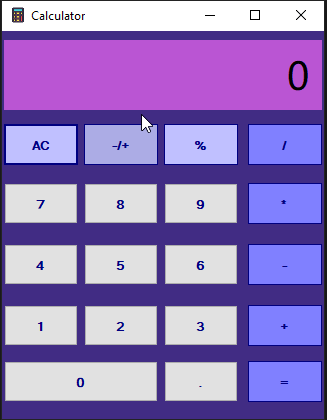 Calculator
0
AC -/+ % /
7 8 9 *
4 5 6 -
1 2 3 +
0 . =